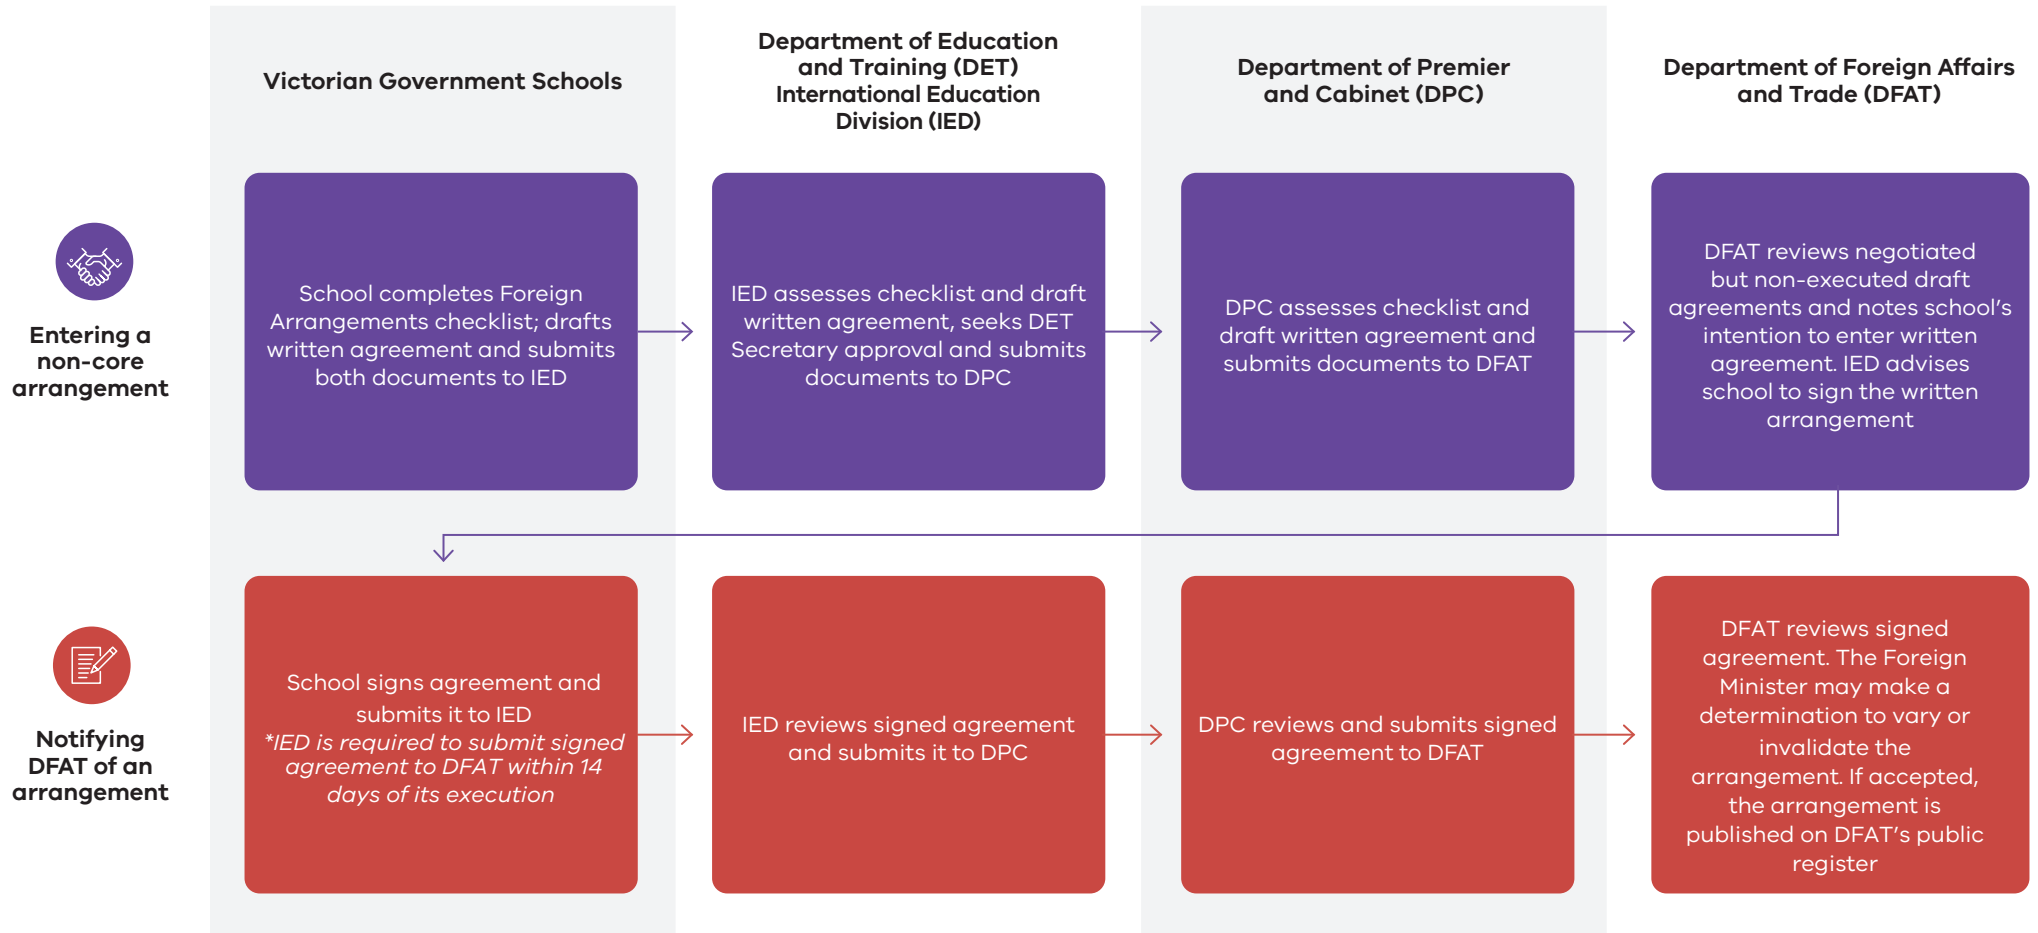 Victorian Government Schools
Department of Education
and Training (DET)
International Education
Division (IED)
Department of Premier
and Cabinet (DPC)
Department of Foreign Affairs
and Trade (DFAT)
Entering a
non-core
arrangement
School completes Foreign
Arrangements checklist; drafts
written agreement and submits
both documents to IED
IED assesses checklist and draft
written agreement, seeks DET
Secretary approval and submits
documents to DPC
DPC assesses checklist and
draft written agreement and
submits documents to DFAT
DFAT reviews negotiated
but non-executed draft
agreements and notes school’s
intention to enter written
agreement. IED advises
school to sign the written
arrangement
Notifying
DFAT of an
arrangement
School signs agreement and
submits it to IED
*IED is required to submit signed
agreement to DFAT within 14
days of its execution
IED reviews signed agreement
and submits it to DPC
DPC reviews and submits signed
agreement to DFAT
DFAT reviews signed
agreement. The Foreign
Minister may make a
determination to vary or
invalidate the
arrangement. If accepted,
the arrangement is
published on DFAT’s public
register